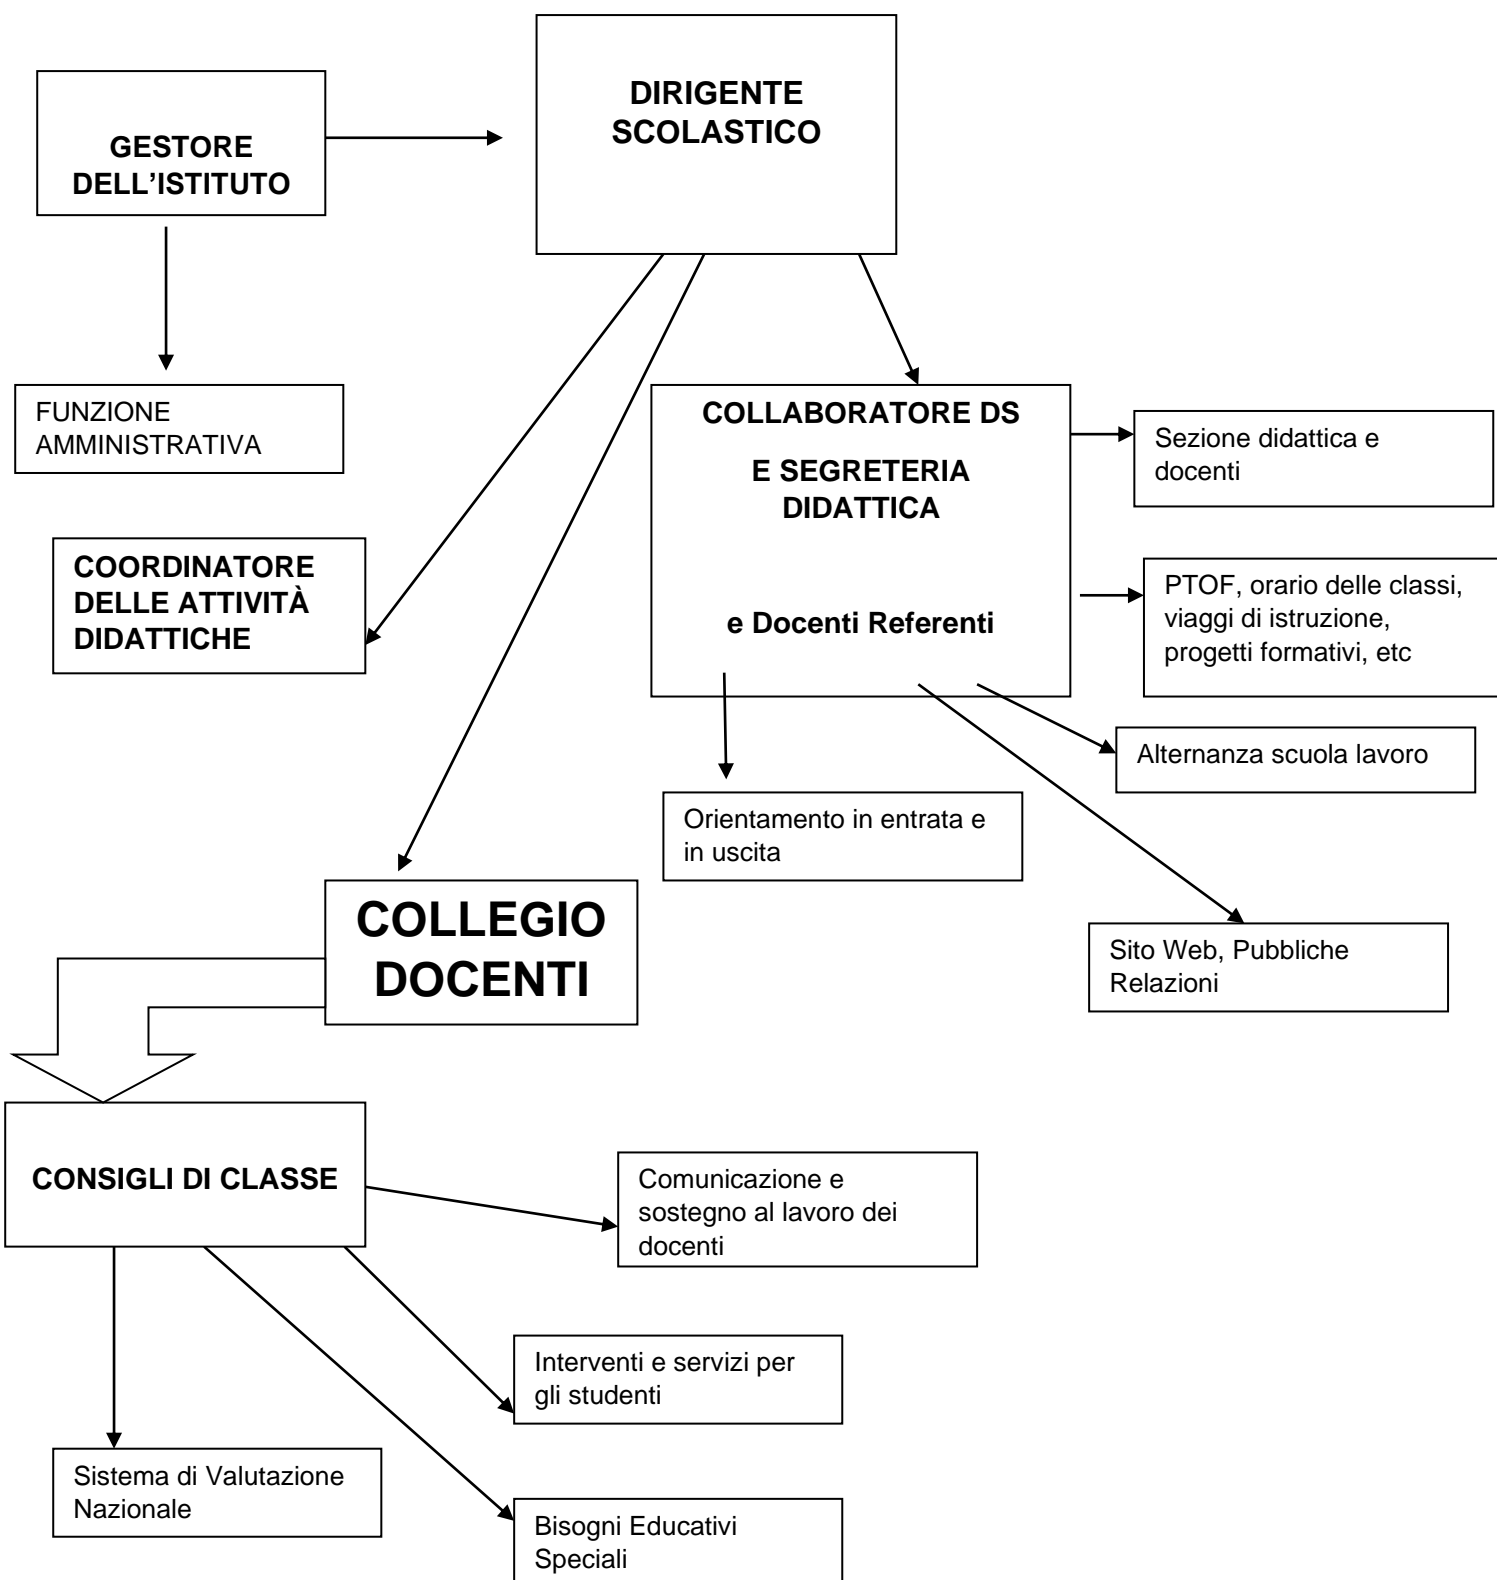 DIRIGENTE
SCOLASTICO
GESTORE
DELL’ISTITUTO
FUNZIONE
AMMINISTRATIVA
COLLABORATORE DS
E SEGRETERIA
DIDATTICA
e Docenti Referenti
Sezione didattica e
docenti
COORDINATORE
DELLE ATTIVITÀ
DIDATTICHE
PTOF, orario delle classi,
viaggi di istruzione,
progetti formativi, etc
Alternanza scuola lavoro
Orientamento in entrata e
in uscita
COLLEGIO
DOCENTI
Sito Web, Pubbliche
Relazioni
CONSIGLI DI CLASSE
Comunicazione e
sostegno al lavoro dei
docenti
Interventi e servizi per
gli studenti
Sistema di Valutazione
Nazionale
Bisogni Educativi
Speciali